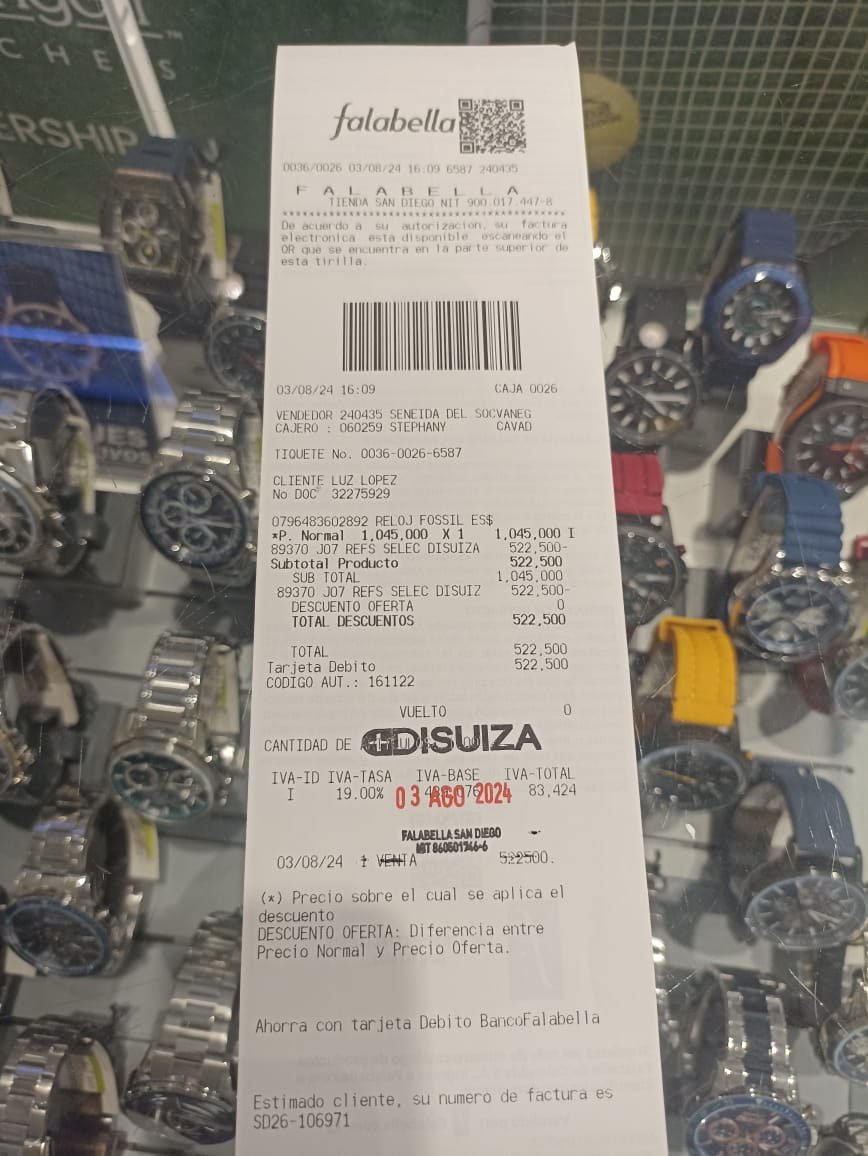 CHES
™
ERSHIP
falabella
0036/0026 03/08/24 16:09 6587 240435
F A L A B E L L A
TIENDA SAN DIEGO NIT 900.017.447-8
De acuerdo a su autorizacion, su factura
electronica esta disponible escaneando el
QR que se encuentra en la parte superior de
esta tirilla.
03/08/24 16:09 CAJA 0026
VENDEDOR 240435 SENEIDA DEL SOCVANEG
CAJERO : 060259 STEPHANY CAVAD
TIQUETE No. 0036-0026-6587
CLIENTE LUZ LOPEZ
No DOC 32275929
0796483602892 RELOJ FOSSIL ES$
*P. Normal 1,045,000 X 1 1,045,000 I
89370 J07 REFS SELEC DISUIZA 522,500-
Subtotal Producto 522,500
SUB TOTAL 1,045,000
89370 J07 REFS SELEC DISUIZ 522,500-
DESCUENTO OFERTA 0
TOTAL DESCUENTOS 522,500
TOTAL 522,500
Tarjeta Debito 522,500
CODIGO AUT.: 161122
VUELTO 0
CANTIDAD DE
DISUIZA
IVA-ID IVA-TASA IVA-BASE IVA-TOTAL
I 19.00% 83,424
03 AGO 2024
FALABELLA SAN DIEGO
NIT 860501746-6
03/08/24 1 VENTA 522500.
(*) Precio sobre el cual se aplica el
descuento
DESCUENTO OFERTA: Diferencia entre
Precio Normal y Precio Oferta.
Ahorra con tarjeta Debito BancoFalabella
Estimado cliente, su numero de factura es
SD26-106971